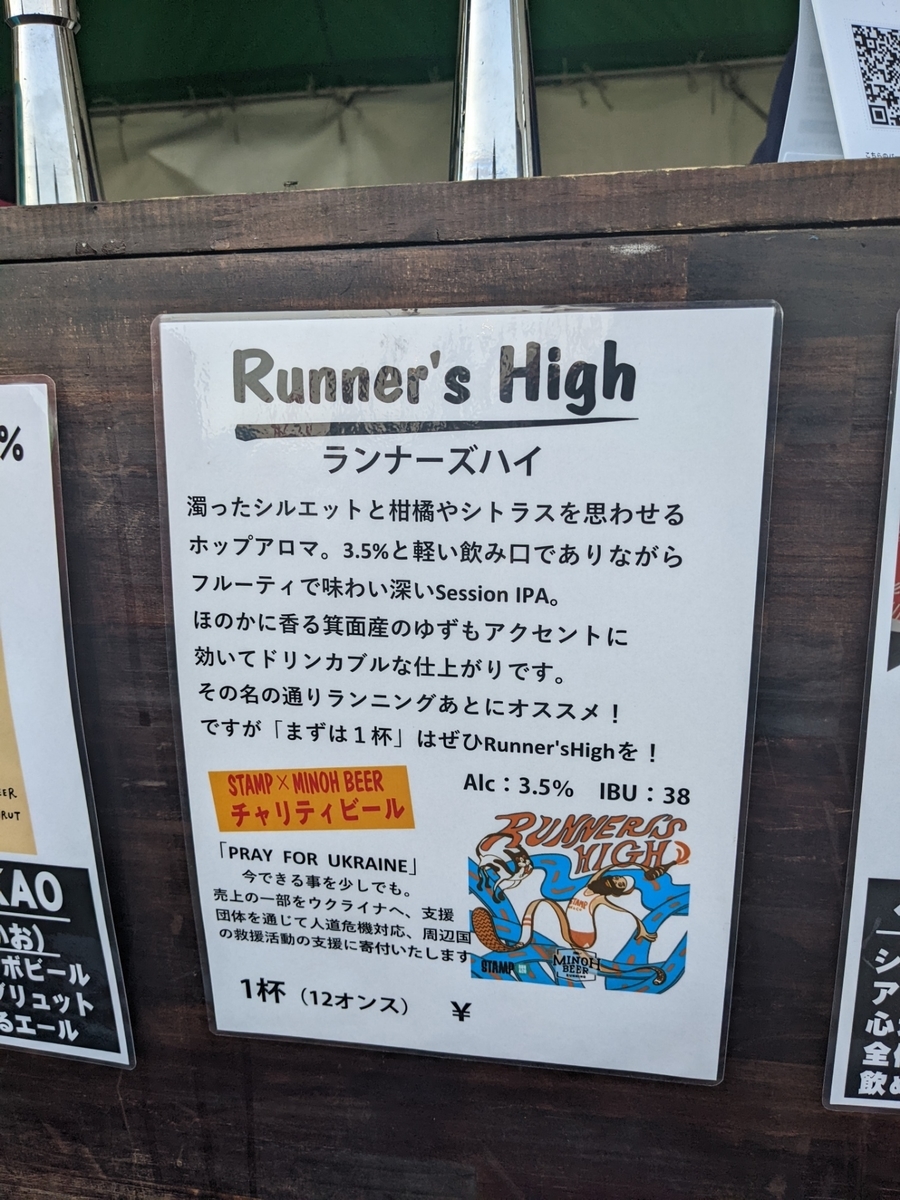 Runner's High
ランナーズハイ
濁ったシルエットと柑橘やシトラスを思わせる
ホップアロマ。3.5%と軽い飲み口でありながら
フルーティで味わい深いSession IPA。
ほのかに香る箕面産のゆずもアクセントに
効いてドリンカブルな仕上がりです。
その名の通りランニングあとにオススメ!
ですが「まずは1杯」はぜひRunner'sHighを!
Alc:3.5% IBU:38
STAMP×MINOH BEER
チャリティビール
「PRAY FOR UKRAINE」
今できる事を少しでも。
売上の一部をウクライナへ、支援
団体を通じて人道危機対応、周辺国
の救援活動の支援に寄付いたします
RUNNER'S
HIGH
STAMP
MINOH
BEER
1杯(12オンス) ¥
%
RUT
KAO
ボビール
ブリュット
るエール
シ
ア
心
全
飲